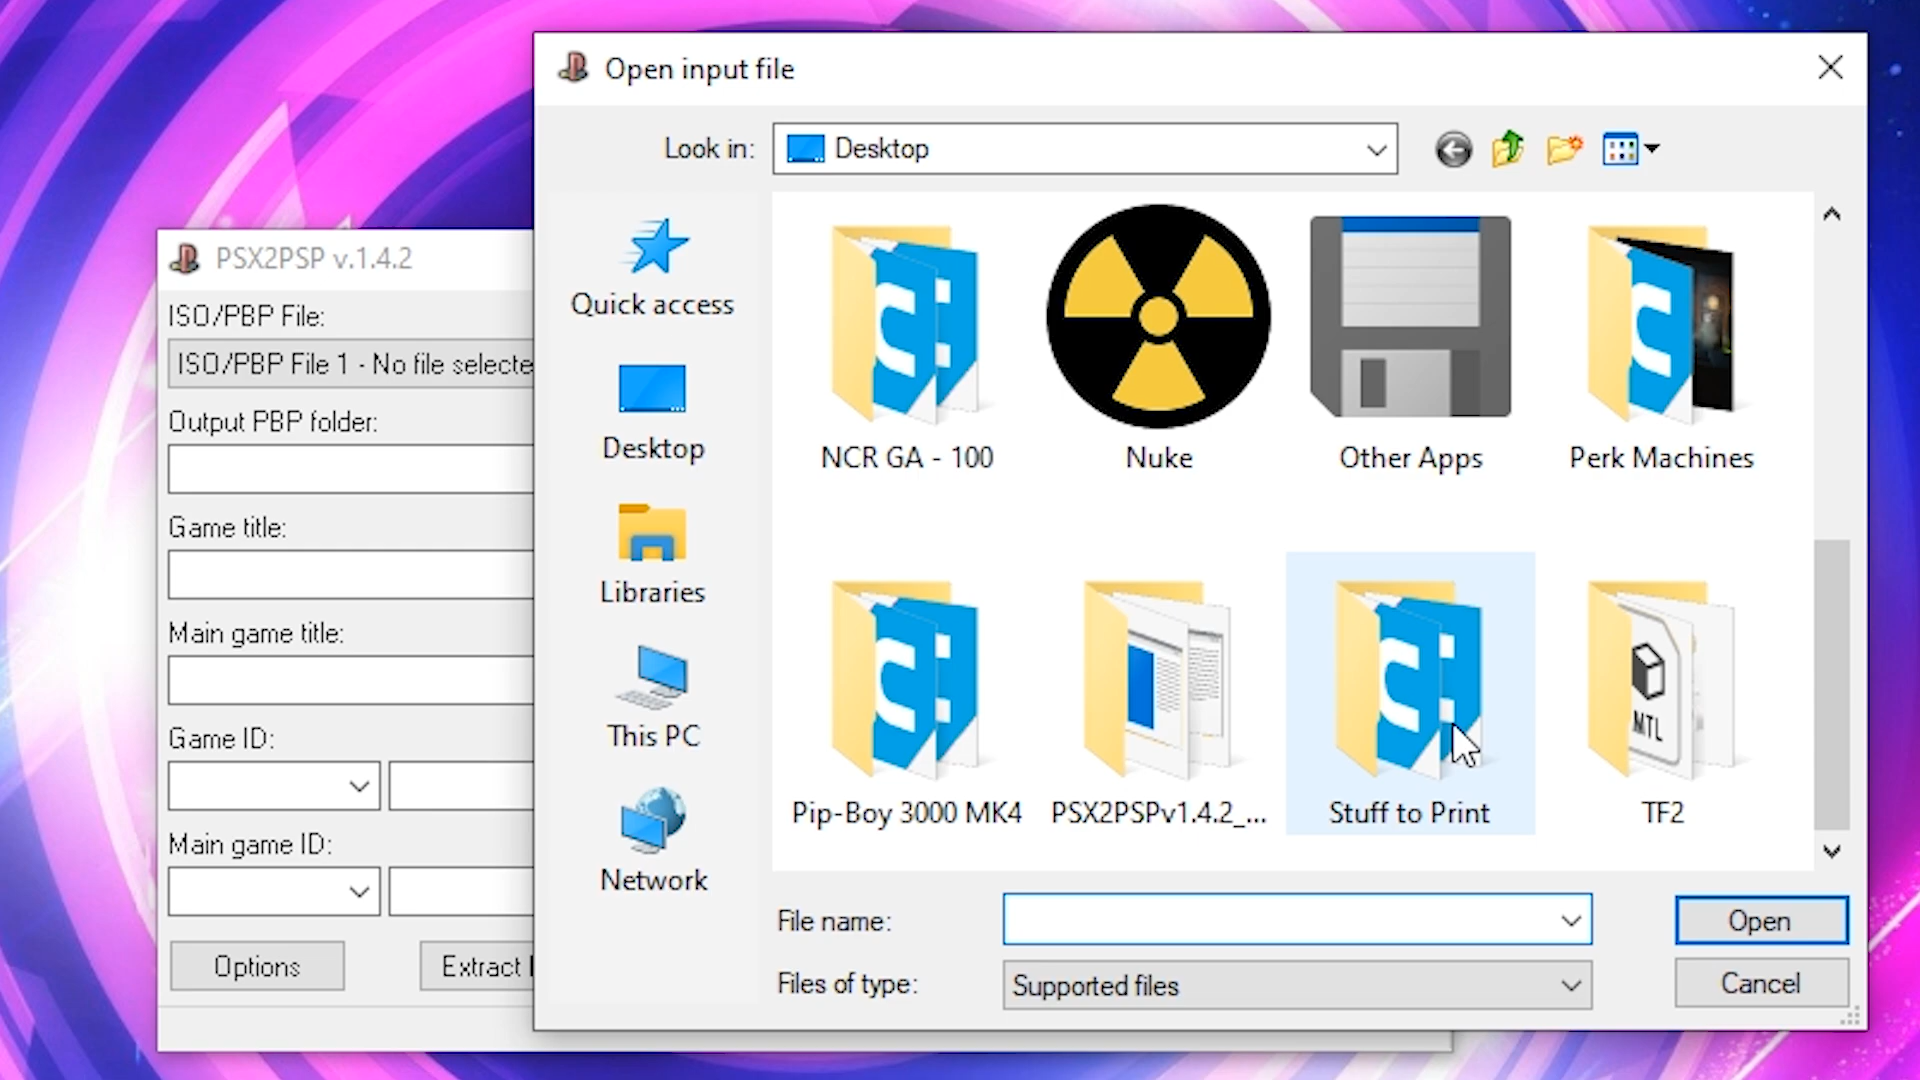 Open input file
Look in:
Desktop
PSX2PSP v.1.4.2
ISO/PBP File:
ISO/PBP File 1 - No file selecte
Output PBP folder:
Game title:
Main game title:
Game ID:
Main game ID:
Options
Extract
Quick access
Desktop
Libraries
This PC
Network
NCR GA - 100
Nuke
Other Apps
Perk Machines
Pip-Boy 3000 MK4
PSX2PSPv1.4.2_...
Stuff to Print
MTL
TF2
File name:
Open
Files of type:
Supported files
Cancel